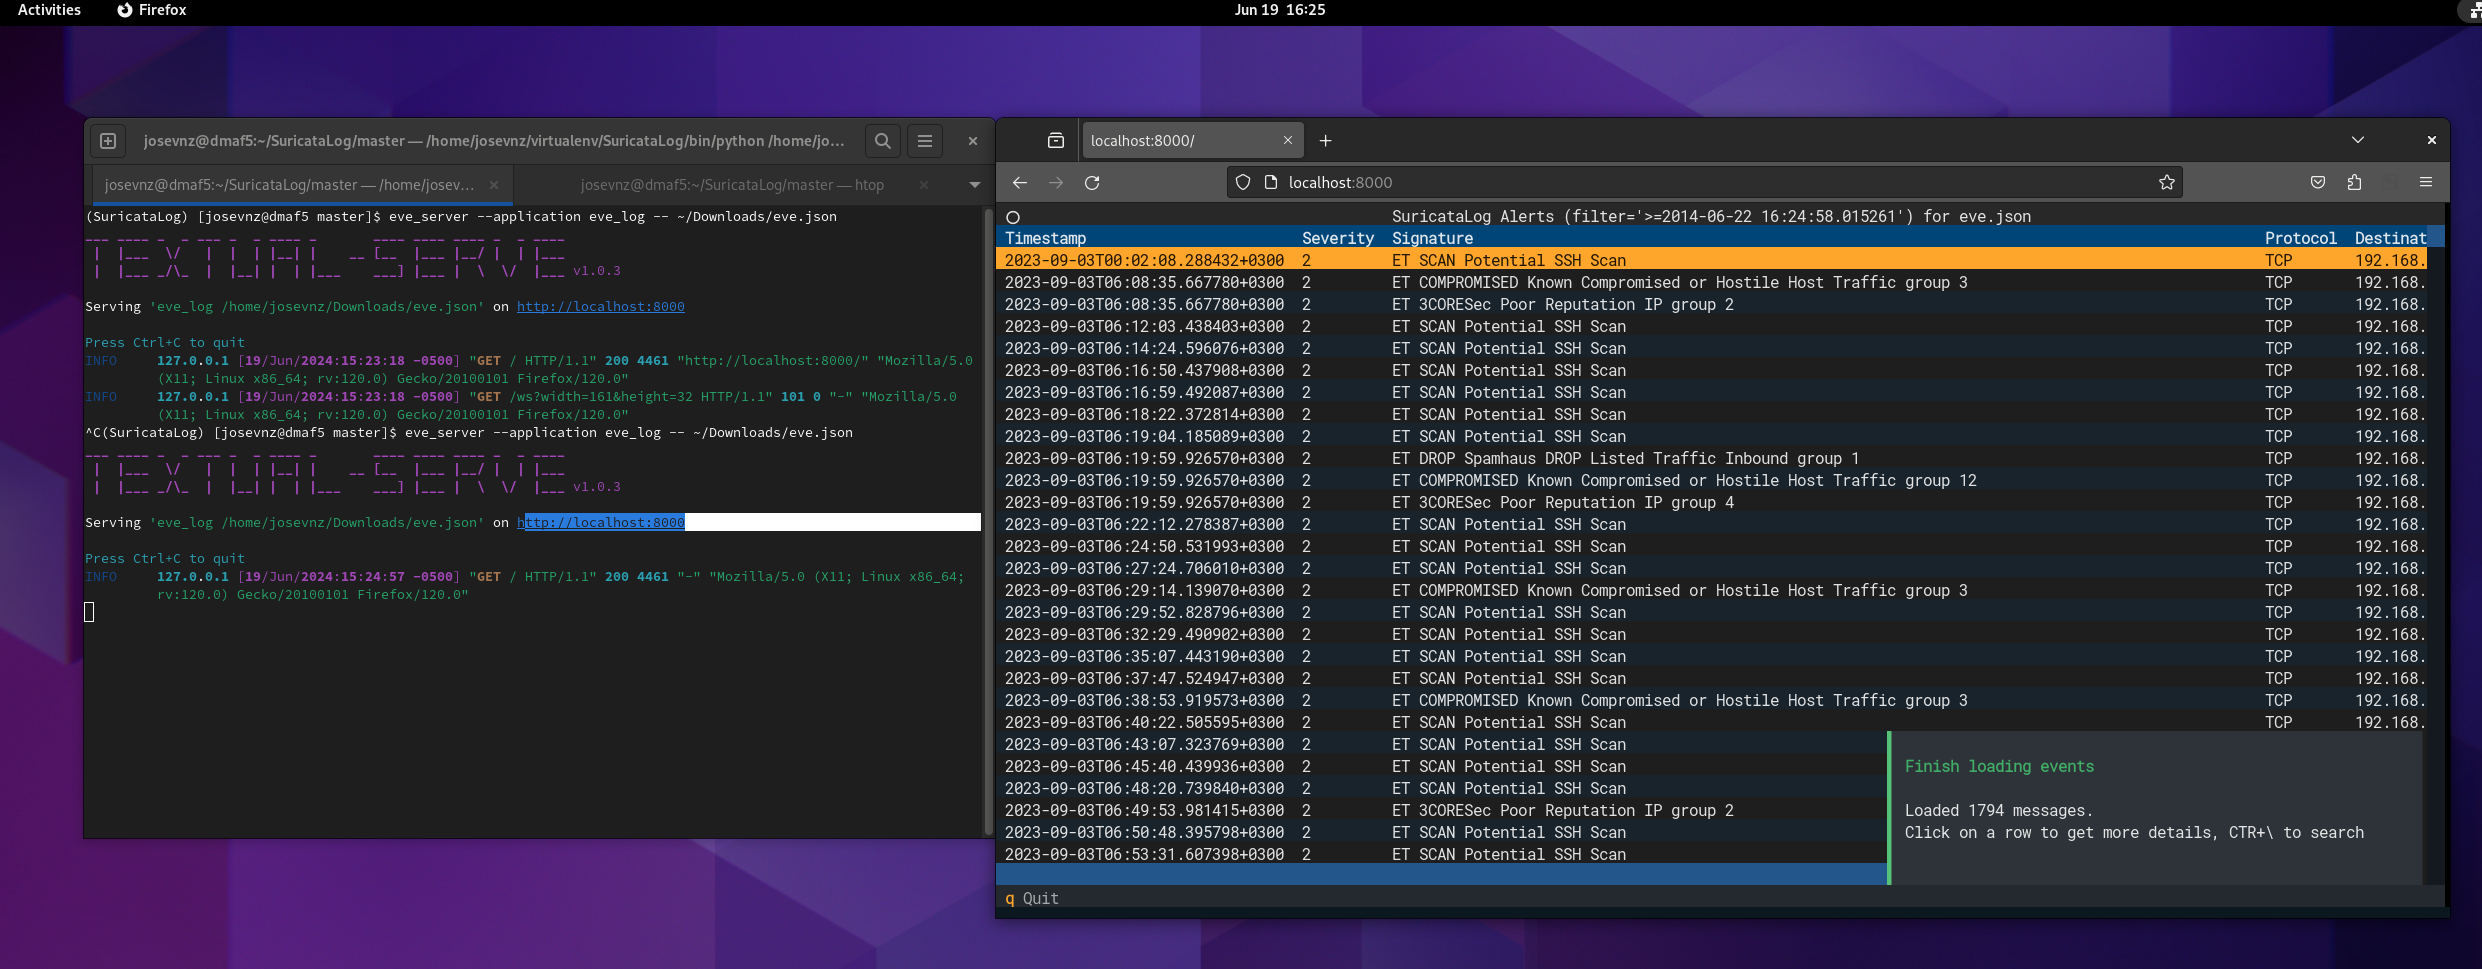 Activities
Firefox
Jun 19 16:25
josevnz@dmaf5:~/SuricataLog/master — /home/josevnz/virtualenv/SuricataLog/bin/python /home/jo...
josevnz@dmaf5:~/SuricataLog/master — /home/josev...
josevnz@dmaf5:~/SuricataLog/master — htop
(SuricataLog) [josevnz@dmaf5 master]$ eve_server --application eve_log -- ~/Downloads/eve.json
TEXTUAL-SERVE v1.0.3
Serving 'eve_log /home/josevnz/Downloads/eve.json' on http://localhost:8000
Press Ctrl+C to quit
INFO 127.0.0.1 [19/Jun/2024:15:23:18 -0500] "GET / HTTP/1.1" 200 4461 "http://localhost:8000/" "Mozilla/5.0
(X11; Linux x86_64; rv:120.0) Gecko/20100101 Firefox/120.0"
INFO 127.0.0.1 [19/Jun/2024:15:23:18 -0500] "GET /ws?width=161&height=32 HTTP/1.1" 101 0 "-" "Mozilla/5.0
(X11; Linux x86_64; rv:120.0) Gecko/20100101 Firefox/120.0"
^C(SuricataLog) [josevnz@dmaf5 master]$ eve_server --application eve_log -- ~/Downloads/eve.json
TEXTUAL-SERVE v1.0.3
Serving 'eve_log /home/josevnz/Downloads/eve.json' on http://localhost:8000
Press Ctrl+C to quit
INFO 127.0.0.1 [19/Jun/2024:15:24:57 -0500] "GET / HTTP/1.1" 200 4461 "-" "Mozilla/5.0 (X11; Linux x86_64;
rv:120.0) Gecko/20100101 Firefox/120.0"
localhost:8000/
localhost:8000
SuricataLog Alerts (filter='>=2014-06-22 16:24:58.015261') for eve.json
Timestamp Severity Signature Protocol Destinat
2023-09-03T00:02:08.288432+0300 2 ET SCAN Potential SSH Scan TCP 192.168.
2023-09-03T06:08:35.667780+0300 2 ET COMPROMISED Known Compromised or Hostile Host Traffic group 3 TCP 192.168.
2023-09-03T06:08:35.667780+0300 2 ET 3CORESec Poor Reputation IP group 2 TCP 192.168.
2023-09-03T06:12:03.438403+0300 2 ET SCAN Potential SSH Scan TCP 192.168.
2023-09-03T06:14:24.596076+0300 2 ET SCAN Potential SSH Scan TCP 192.168.
2023-09-03T06:16:50.437908+0300 2 ET SCAN Potential SSH Scan TCP 192.168.
2023-09-03T06:16:59.492087+0300 2 ET SCAN Potential SSH Scan TCP 192.168.
2023-09-03T06:18:22.372814+0300 2 ET SCAN Potential SSH Scan TCP 192.168.
2023-09-03T06:19:04.185089+0300 2 ET SCAN Potential SSH Scan TCP 192.168.
2023-09-03T06:19:59.926570+0300 2 ET DROP Spamhaus DROP Listed Traffic Inbound group 1 TCP 192.168.
2023-09-03T06:19:59.926570+0300 2 ET COMPROMISED Known Compromised or Hostile Host Traffic group 12 TCP 192.168.
2023-09-03T06:19:59.926570+0300 2 ET 3CORESec Poor Reputation IP group 4 TCP 192.168.
2023-09-03T06:22:12.278387+0300 2 ET SCAN Potential SSH Scan TCP 192.168.
2023-09-03T06:24:50.531993+0300 2 ET SCAN Potential SSH Scan TCP 192.168.
2023-09-03T06:27:24.706010+0300 2 ET SCAN Potential SSH Scan TCP 192.168.
2023-09-03T06:29:14.139070+0300 2 ET COMPROMISED Known Compromised or Hostile Host Traffic group 3 TCP 192.168.
2023-09-03T06:29:52.828796+0300 2 ET SCAN Potential SSH Scan TCP 192.168.
2023-09-03T06:32:29.490902+0300 2 ET SCAN Potential SSH Scan TCP 192.168.
2023-09-03T06:35:07.443190+0300 2 ET SCAN Potential SSH Scan TCP 192.168.
2023-09-03T06:37:47.524947+0300 2 ET SCAN Potential SSH Scan TCP 192.168.
2023-09-03T06:38:53.919573+0300 2 ET COMPROMISED Known Compromised or Hostile Host Traffic group 3 TCP 192.168.
2023-09-03T06:40:22.505595+0300 2 ET SCAN Potential SSH Scan TCP 192.168.
2023-09-03T06:43:07.323769+0300 2 ET SCAN Potential SSH Scan
2023-09-03T06:45:40.439936+0300 2 ET SCAN Potential SSH Scan
2023-09-03T06:48:20.739840+0300 2 ET SCAN Potential SSH Scan
2023-09-03T06:49:53.981415+0300 2 ET 3CORESec Poor Reputation IP group 2
2023-09-03T06:50:48.395798+0300 2 ET SCAN Potential SSH Scan
2023-09-03T06:53:31.607398+0300 2 ET SCAN Potential SSH Scan
Finish loading events
Loaded 1794 messages.
Click on a row to get more details, CTR+\ to search
q Quit